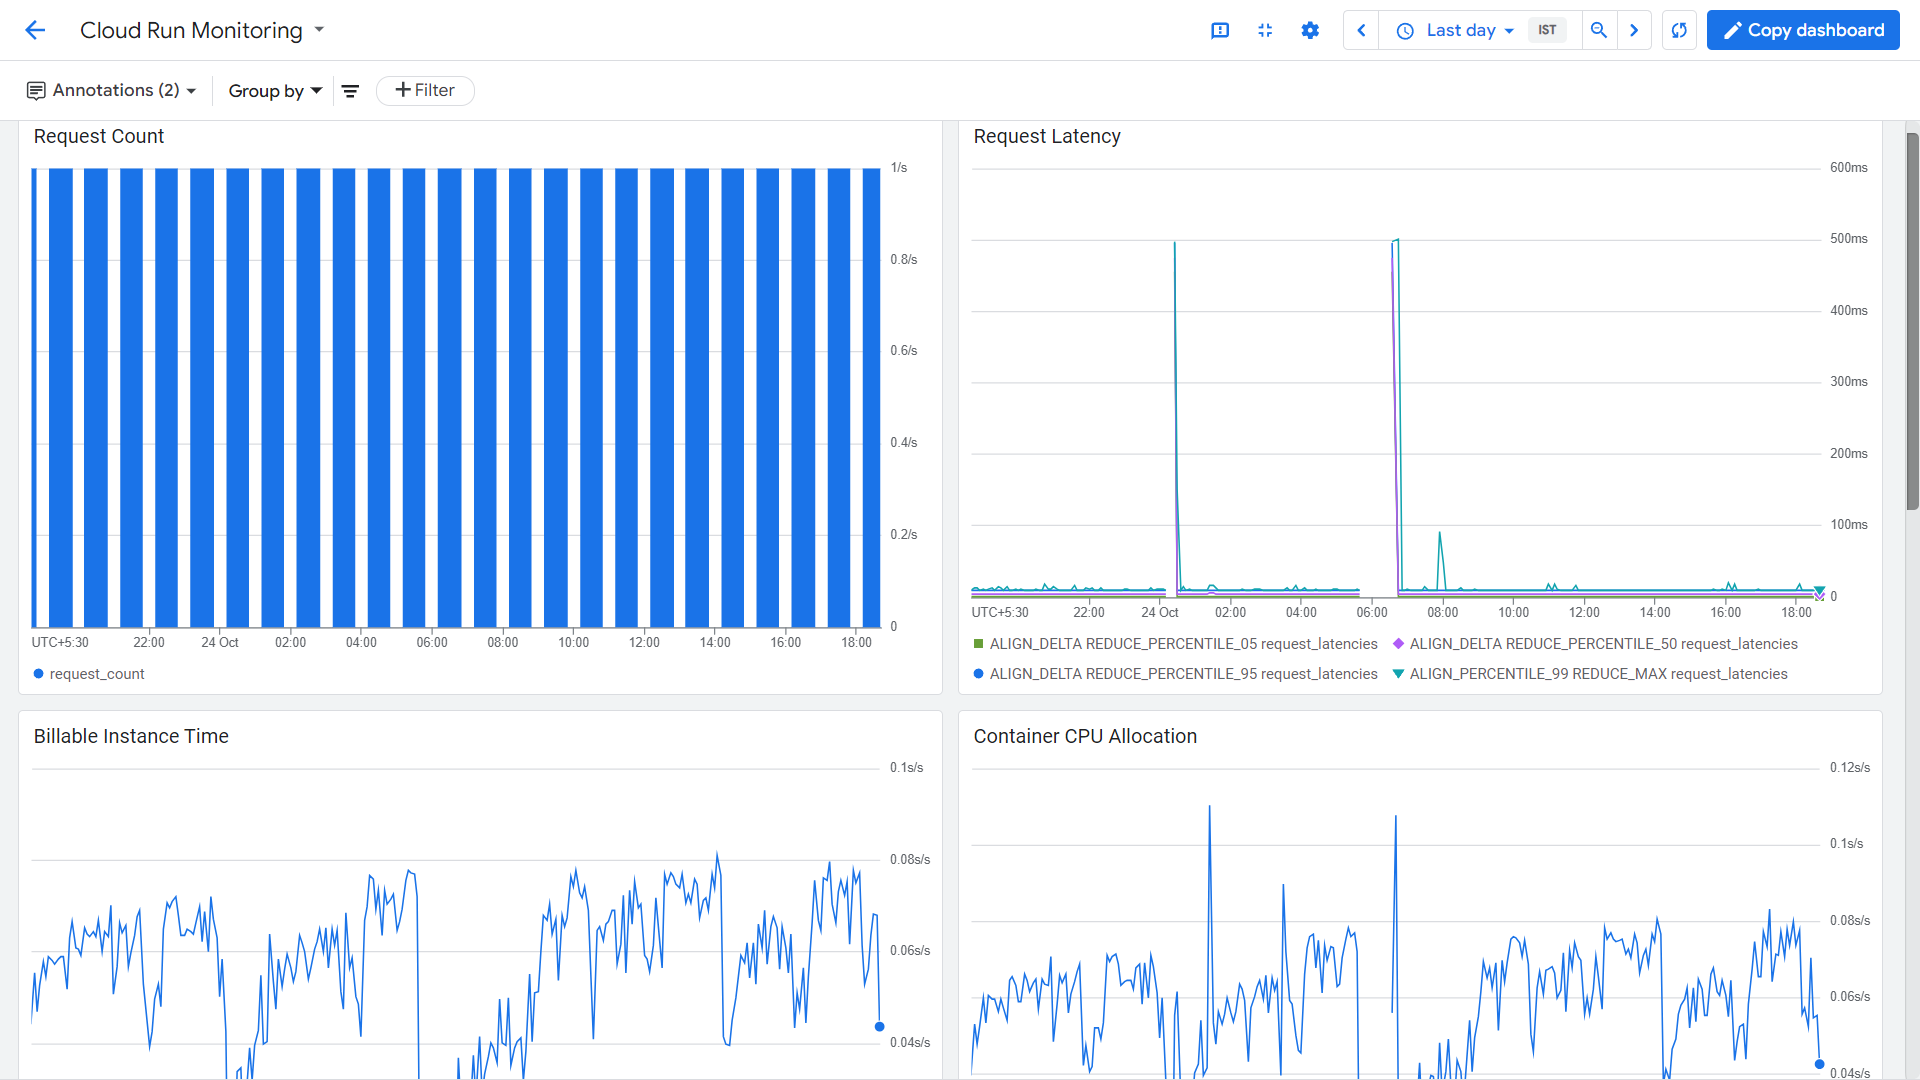 Cloud Run Monitoring
Last day
IST
Copy dashboard
Annotations (2)
Group by
Filter
Request Count
1/s
0.8/s
0.6/s
0.4/s
0.2/s
0
UTC+5:30 22:00 24 Oct 02:00 04:00 06:00 08:00 10:00 12:00 14:00 16:00 18:00
request_count
Request Latency
600ms
500ms
400ms
300ms
200ms
100ms
0
UTC+5:30 22:00 24 Oct 02:00 04:00 06:00 08:00 10:00 12:00 14:00 16:00 18:00
ALIGN_DELTA REDUCE_PERCENTILE_05 request_latencies ALIGN_DELTA REDUCE_PERCENTILE_50 request_latencies
ALIGN_DELTA REDUCE_PERCENTILE_95 request_latencies ALIGN_PERCENTILE_99 REDUCE_MAX request_latencies
Billable Instance Time
0.1s/s
0.08s/s
0.06s/s
0.04s/s
Container CPU Allocation
0.12s/s
0.1s/s
0.08s/s
0.06s/s
0.04s/s